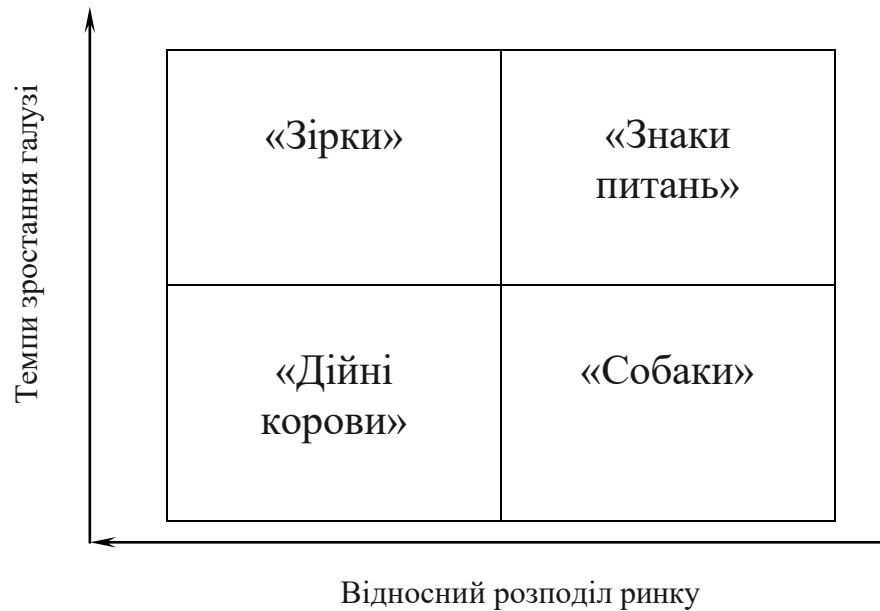 Темпи зростання галузі
«Зірки»
«Знаки
питань»
«Дійні
корови»
«Собаки»
Відносний розподіл ринку